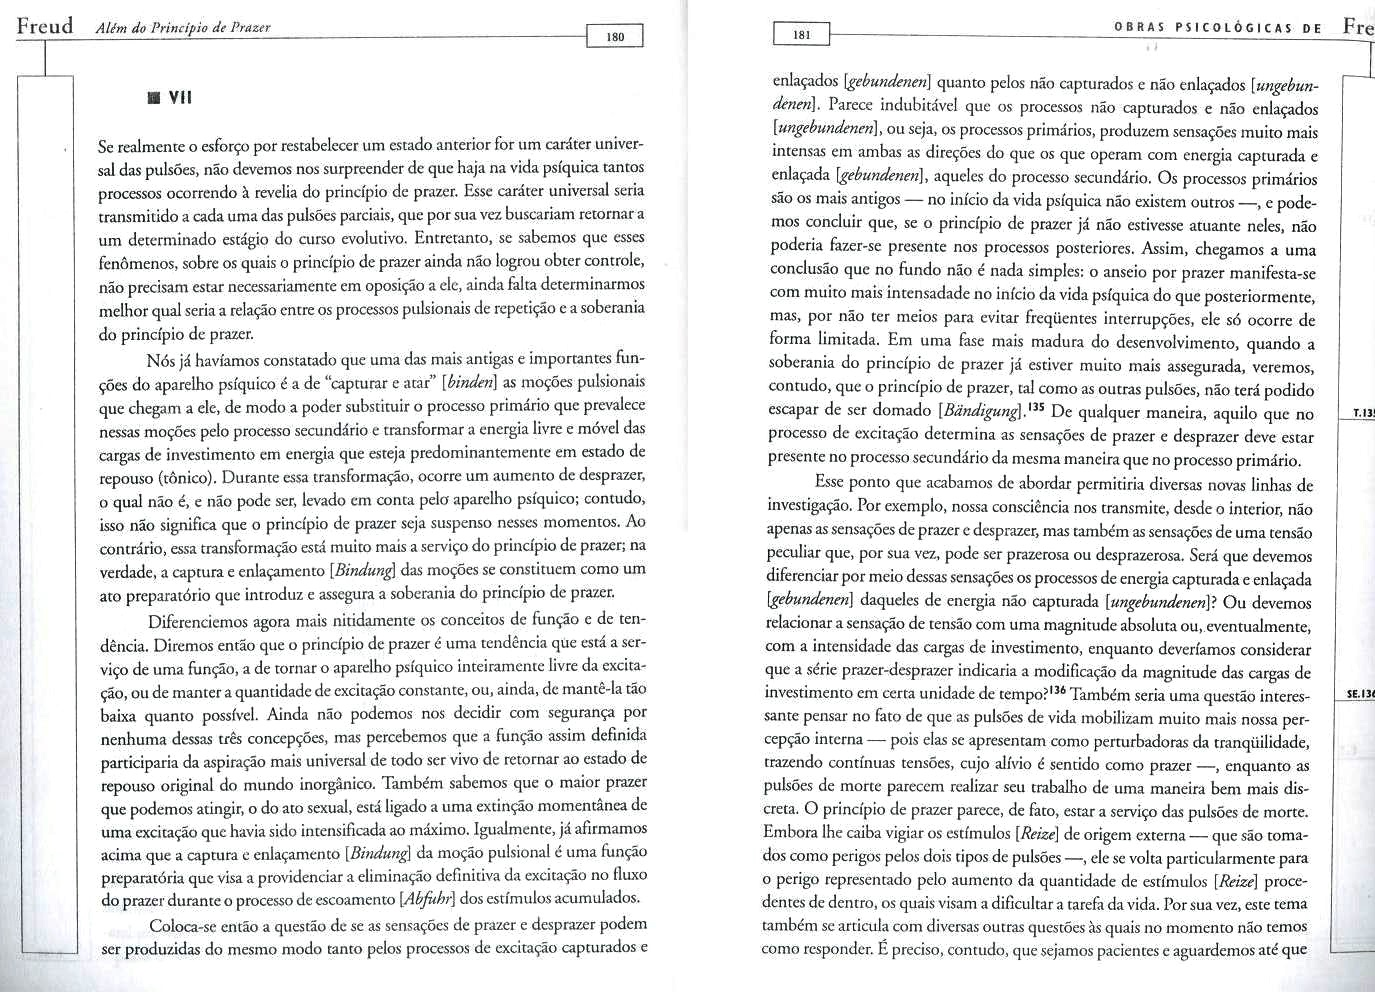 Freud Além do Princípio de Prazer 180
■ VII
Se realmente o esforço por restabelecer um estado anterior for um caráter univer-
sal das pulsões, não devemos nos surpreender de que haja na vida psíquica tantos
processos ocorrendo à revelia do princípio de prazer. Esse caráter universal seria
transmitido a cada uma das pulsões parciais, que por sua vez buscariam retornar a
um determinado estágio do curso evolutivo. Entretanto, se sabemos que esses
fenômenos, sobre os quais o princípio de prazer ainda não logrou obter controle,
não precisam estar necessariamente em oposição a ele, ainda falta determinarmos
melhor qual seria a relação entre os processos pulsionais de repetição e a soberania
do princípio de prazer.
Nós já havíamos constatado que uma das mais antigas e importantes fun-
ções do aparelho psíquico é a de “capturar e atar” [binden] as moções pulsionais
que chegam a ele, de modo a poder substituir o processo primário que prevalece
nessas moções pelo processo secundário e transformar a energia livre e móvel das
cargas de investimento em energia que esteja predominantemente em estado de
repouso (tônico). Durante essa transformação, ocorre um aumento de desprazer,
o qual não é, e não pode ser, levado em conta pelo aparelho psíquico; contudo,
isso não significa que o princípio de prazer seja suspenso nesses momentos. Ao
contrário, essa transformação está muito mais a serviço do princípio de prazer; na
verdade, a captura e enlaçamento [Bindung] das moções se constituem como um
ato preparatório que introduz e assegura a soberania do princípio de prazer.
Diferenciemos agora mais nitidamente os conceitos de função e de ten-
dência. Diremos então que o princípio de prazer é uma tendência que está a ser-
viço de uma função, a de tornar o aparelho psíquico inteiramente livre da excita-
ção, ou de manter a quantidade de excitação constante, ou, ainda, de mantê-la tão
baixa quanto possível. Ainda não podemos nos decidir com segurança por
nenhuma dessas três concepções, mas percebemos que a função assim definida
participaria da aspiração mais universal de todo ser vivo de retornar ao estado de
repouso original do mundo inorgânico. Também sabemos que o maior prazer
que podemos atingir, o do ato sexual, está ligado a uma extinção momentânea de
uma excitação que havia sido intensificada ao máximo. Igualmente, já afirmamos
acima que a captura e enlaçamento [Bindung] da moção pulsional é uma função
preparatória que visa a providenciar a eliminação definitiva da excitação no fluxo
do prazer durante o processo de escoamento [Abfuhr] dos estímulos acumulados.
Coloca-se então a questão de se as sensações de prazer e desprazer podem
ser produzidas do mesmo modo tanto pelos processos de excitação capturados e
181 OBRAS PSICOLÓGICAS DE Fre
enlaçados [gebundenen] quanto pelos não capturados e não enlaçados [ungebun-
denen]. Parece indubitável que os processos não capturados e não enlaçados
[ungebundenen], ou seja, os processos primários, produzem sensações muito mais
intensas em ambas as direções do que os que operam com energia capturada e
enlaçada [gebundenen], aqueles do processo secundário. Os processos primários
são os mais antigos — no início da vida psíquica não existem outros —, e pode-
mos concluir que, se o princípio de prazer já não estivesse atuante neles, não
poderia fazer-se presente nos processos posteriores. Assim, chegamos a uma
conclusão que no fundo não é nada simples: o anseio por prazer manifesta-se
com muito mais intensadade no início da vida psíquica do que posteriormente,
mas, por não ter meios para evitar freqüentes interrupções, ele só ocorre de
forma limitada. Em uma fase mais madura do desenvolvimento, quando a
soberania do princípio de prazer já estiver muito mais assegurada, veremos,
contudo, que o princípio de prazer, tal como as outras pulsões, não terá podido
escapar de ser domado [Bändigung].¹³⁵ De qualquer maneira, aquilo que no T.135
processo de excitação determina as sensações de prazer e desprazer deve estar
presente no processo secundário da mesma maneira que no processo primário.
Esse ponto que acabamos de abordar permitiria diversas novas linhas de
investigação. Por exemplo, nossa consciência nos transmite, desde o interior, não
apenas as sensações de prazer e desprazer, mas também as sensações de uma tensão
peculiar que, por sua vez, pode ser prazerosa ou desprazerosa. Será que devemos
diferenciar por meio dessas sensações os processos de energia capturada e enlaçada
[gebundenen] daqueles de energia não capturada [ungebundenen]? Ou devemos
relacionar a sensação de tensão com uma magnitude absoluta ou, eventualmente,
com a intensidade das cargas de investimento, enquanto deveríamos considerar
que a série prazer-desprazer indicaria a modificação da magnitude das cargas de
investimento em certa unidade de tempo?¹³⁶ Também seria uma questão interes- SE.136
sante pensar no fato de que as pulsões de vida mobilizam muito mais nossa per-
cepção interna — pois elas se apresentam como perturbadoras da tranqüilidade,
trazendo contínuas tensões, cujo alívio é sentido como prazer —, enquanto as
pulsões de morte parecem realizar seu trabalho de uma maneira bem mais dis-
creta. O princípio de prazer parece, de fato, estar a serviço das pulsões de morte.
Embora lhe caiba vigiar os estímulos [Reize] de origem externa — que são toma-
dos como perigos pelos dois tipos de pulsões —, ele se volta particularmente para
o perigo representado pelo aumento da quantidade de estímulos [Reize] proce-
dentes de dentro, os quais visam a dificultar a tarefa da vida. Por sua vez, este tema
também se articula com diversas outras questões às quais no momento não temos
como responder. É preciso, contudo, que sejamos pacientes e aguardemos até que